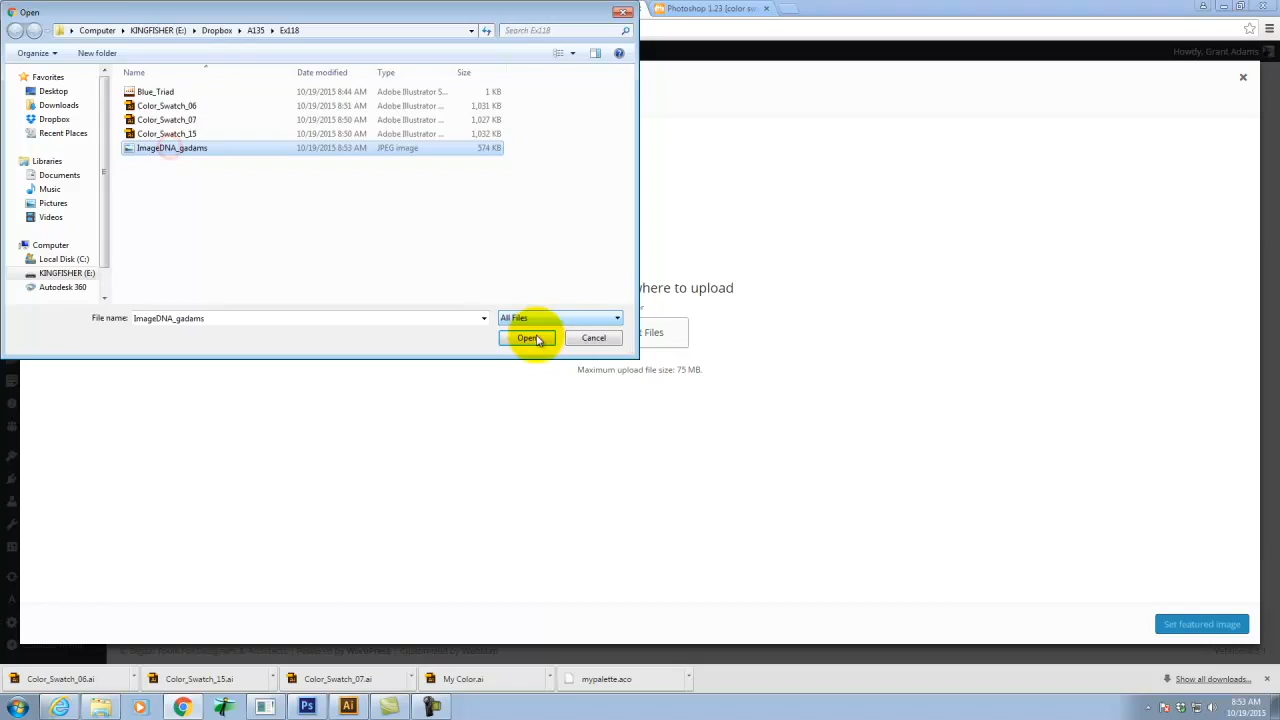 Open
Photoshop 1.23 [color sw
Computer
KINGFISHER (E:)
Dropbox
A135
Ex118
Search Ex118
Howdy, Grant Adams
Organize
New folder
Favorites
Desktop
Downloads
Dropbox
Recent Places
Libraries
Documents
Music
Pictures
Videos
Computer
Local Disk (C:)
KINGFISHER (E:)
Autodesk 360
Name Date modified Type Size
Blue_Triad 10/19/2015 8:44 AM Adobe Illustrator S... 1 KB
Color_Swatch_06 10/19/2015 8:51 AM Adobe Illustrator ... 1,031 KB
Color_Swatch_07 10/19/2015 8:50 AM Adobe Illustrator ... 1,027 KB
Color_Swatch_15 10/19/2015 8:50 AM Adobe Illustrator ... 1,032 KB
ImageDNA_gadams 10/19/2015 8:53 AM JPEG image 574 KB
File name: ImageDNA_gadams
All Files
Open
Cancel
where to upload
or
t Files
Maximum upload file size: 75 MB.
Set featured image
Color_Swatch_06.ai
Color_Swatch_15.ai
Color_Swatch_07.ai
My Color.ai
mypalette.aco
Show all downloads...
Ps
Ai
8:53 AM
10/19/2015